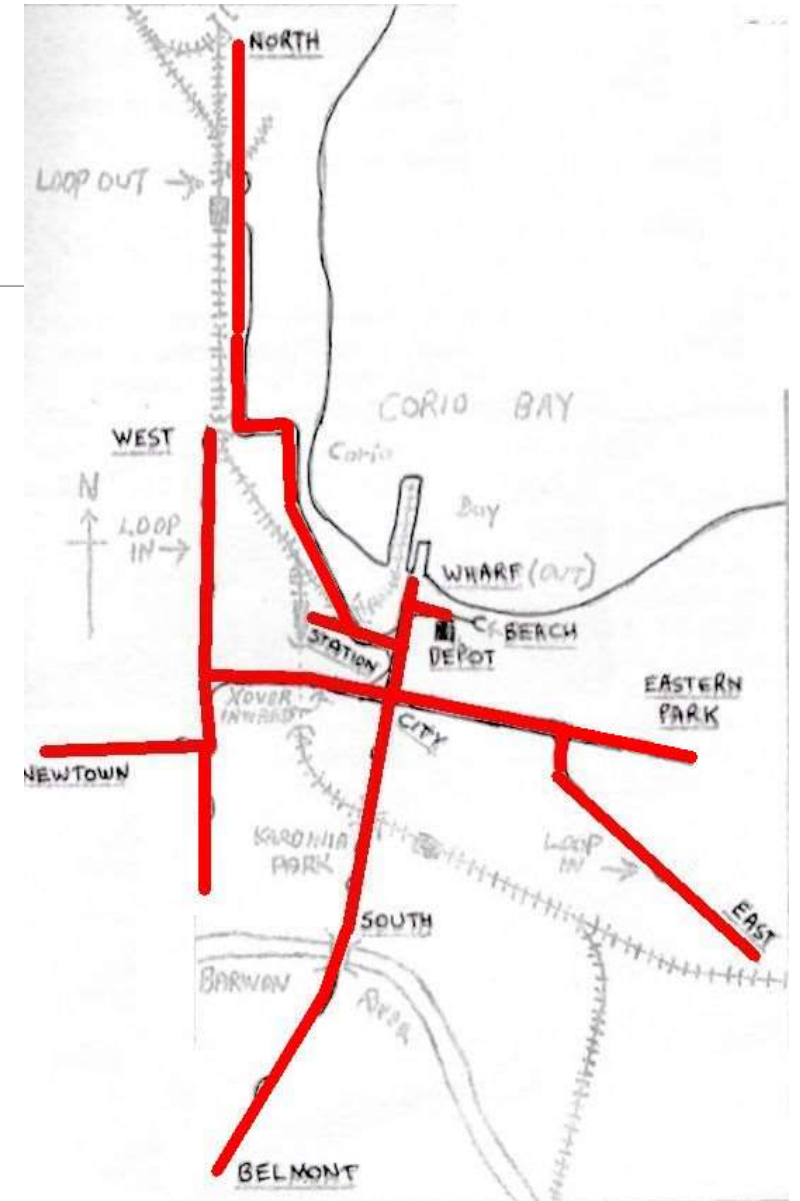 NORTH
LOOP OUT
CORIO BAY
WEST
Corio
Bay
N
LOOP
IN
WHARF (OUT)
BEACH
DEPOT
STATION
EASTERN
PARK
XOVER
CITY
NEWTOWN
PARK
LOOP
IN
EAST
SOUTH
BARWON
RIVER
BELMONT